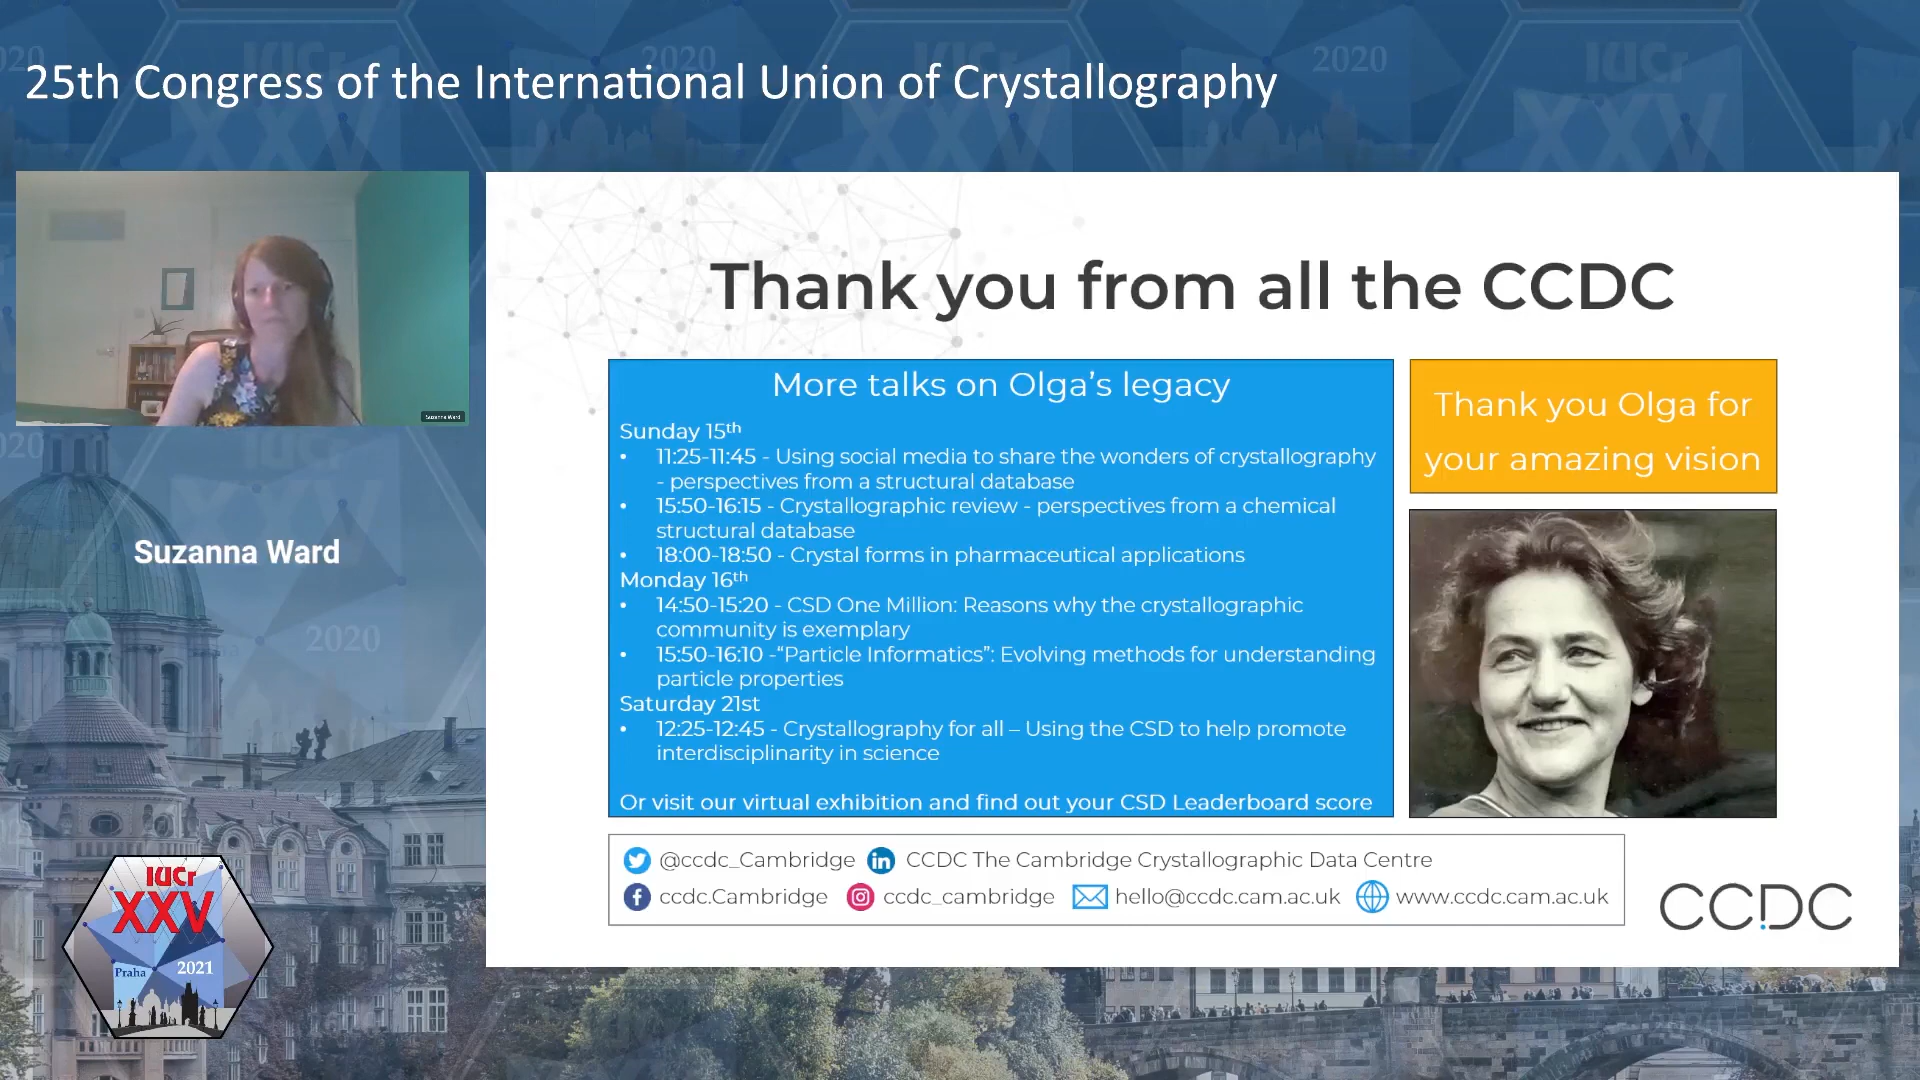 25th Congress of the International Union of Crystallography
Suzanna Ward
Suzanna Ward
IUCr
XXV
Praha 2021
Thank you from all the CCDC
More talks on Olga's legacy
Sunday 15th
• 11:25-11:45 - Using social media to share the wonders of crystallography
- perspectives from a structural database
• 15:50-16:15 - Crystallographic review - perspectives from a chemical
structural database
• 18:00-18:50 - Crystal forms in pharmaceutical applications
Monday 16th
• 14:50-15:20 - CSD One Million: Reasons why the crystallographic
community is exemplary
• 15:50-16:10 -“Particle Informatics”: Evolving methods for understanding
particle properties
Saturday 21st
• 12:25-12:45 - Crystallography for all – Using the CSD to help promote
interdisciplinarity in science
Or visit our virtual exhibition and find out your CSD Leaderboard score
Thank you Olga for
your amazing vision
@ccdc_Cambridge CCDC The Cambridge Crystallographic Data Centre
ccdc.Cambridge ccdc_cambridge hello@ccdc.cam.ac.uk www.ccdc.cam.ac.uk
CCDC